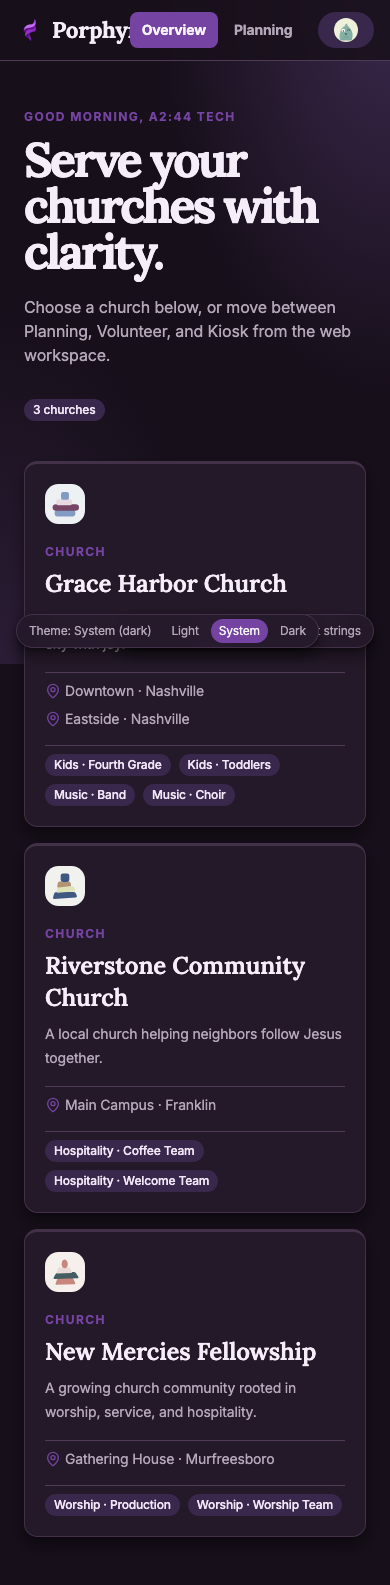 Overview
Planning
GOOD MORNING, A2:44 TECH
Serve your
churches with
clarity.
Choose a church below, or move between
Planning, Volunteer, and Kiosk from the web
workspace.
3 churches
CHURCH
Grace Harbor Church
Theme: System (dark)
Light
System
Dark
strings
Downtown · Nashville
Eastside · Nashville
Kids · Fourth Grade
Kids · Toddlers
Music · Band
Music · Choir
CHURCH
Riverstone Community
Church
A local church helping neighbors follow Jesus
together.
Main Campus · Franklin
Hospitality · Coffee Team
Hospitality · Welcome Team
CHURCH
New Mercies Fellowship
A growing church community rooted in
worship, service, and hospitality.
Gathering House · Murfreesboro
Worship · Production
Worship · Worship Team